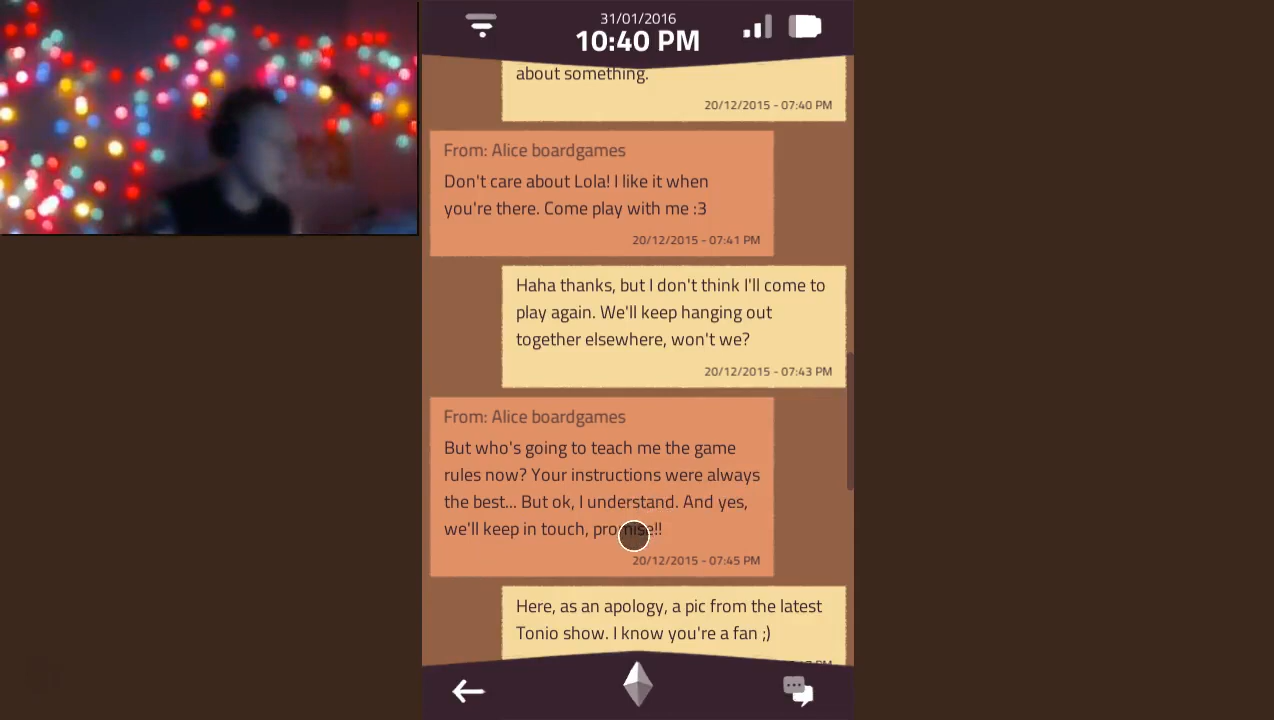 31/01/2016
10:40 PM
about something.
20/12/2015 - 07:40 PM
From: Alice boardgames
Don't care about Lola! I like it when
you're there. Come play with me :3
20/12/2015 - 07:41 PM
Haha thanks, but I don't think I'll come to
play again. We'll keep hanging out
together elsewhere, won't we?
20/12/2015 - 07:43 PM
From: Alice boardgames
But who's going to teach me the game
rules now? Your instructions were always
the best... But ok, I understand. And yes,
we'll keep in touch, promise!!
20/12/2015 - 07:45 PM
Here, as an apology, a pic from the latest
Tonio show. I know you're a fan ;)